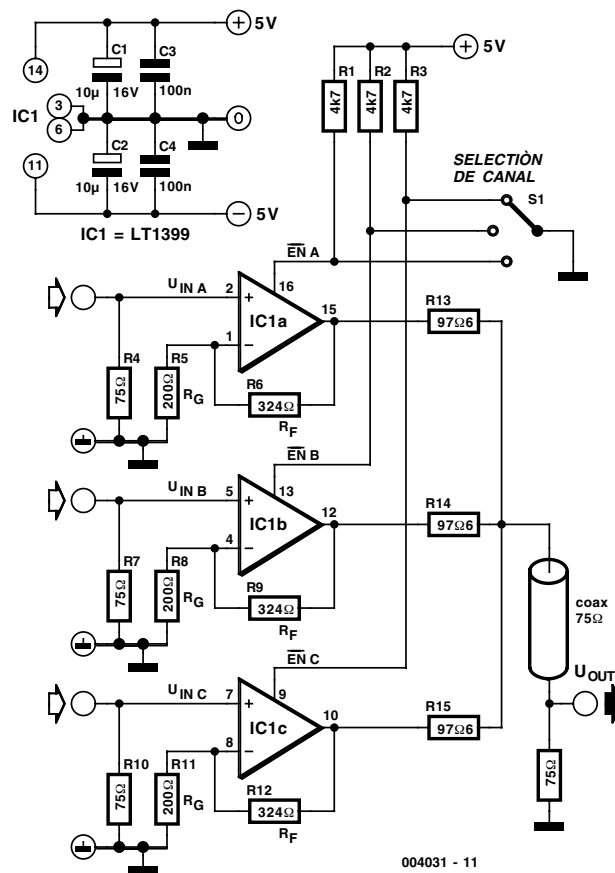 5V
C1
C3
14
10µ
16V
100n
IC1
3
6
0
C2
C4
11
10µ
16V
100n
5V
IC1 = LT1399
5V
R1
R2
R3
4k7
4k7
4k7
SELECTIÒN
DE CANAL
S1
EN A
U IN A
2
+
16
15
IC1a
1
–
R13
97Ω6
R4
75Ω
R5
200Ω
RG
R6
324Ω
RF
EN B
U IN B
5
+
13
12
IC1b
4
–
R14
97Ω6
R7
75Ω
R8
200Ω
RG
R9
324Ω
RF
coax
75Ω
EN C
U IN C
7
+
9
10
IC1c
8
–
R15
97Ω6
UOUT
R10
75Ω
R11
200Ω
RG
R12
324Ω
RF
75Ω
004031 - 11